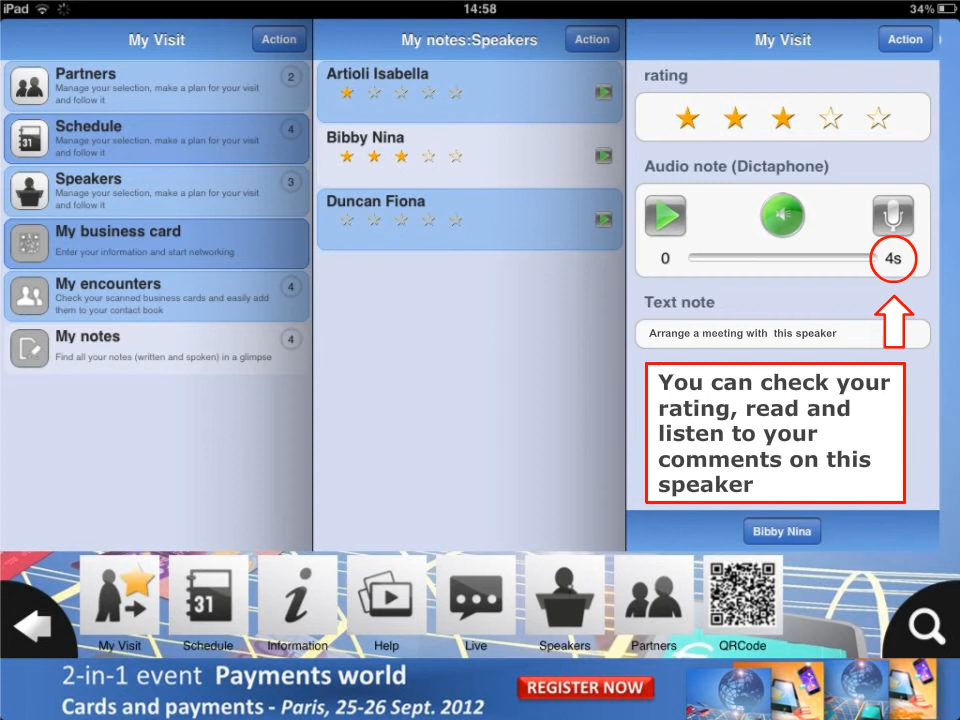 iPad
14:58
34%
My Visit
Action
Partners
2
Manage your selection, make a plan for your visit
and follow it
Schedule
4
Manage your selection, make a plan for your visit
and follow it
Speakers
3
Manage your selection, make a plan for your visit
and follow it
My business card
Enter your information and start networking
My encounters
4
Check your scanned business cards and easily add
them to your contact book
My notes
4
Find all your notes (written and spoken) in a glimpse
My notes:Speakers
Action
Artioli Isabella
Bibby Nina
Duncan Fiona
My Visit
Action
rating
Audio note (Dictaphone)
0
4s
Text note
Arrange a meeting with this speaker
You can check your
rating, read and
listen to your
comments on this
speaker
Bibby Nina
31
31
My Visit
Schedule
Information
Help
Live
Speakers
Partners
QRCode
2-in-1 event Payments world
Cards and payments - Paris, 25-26 Sept. 2012
REGISTER NOW